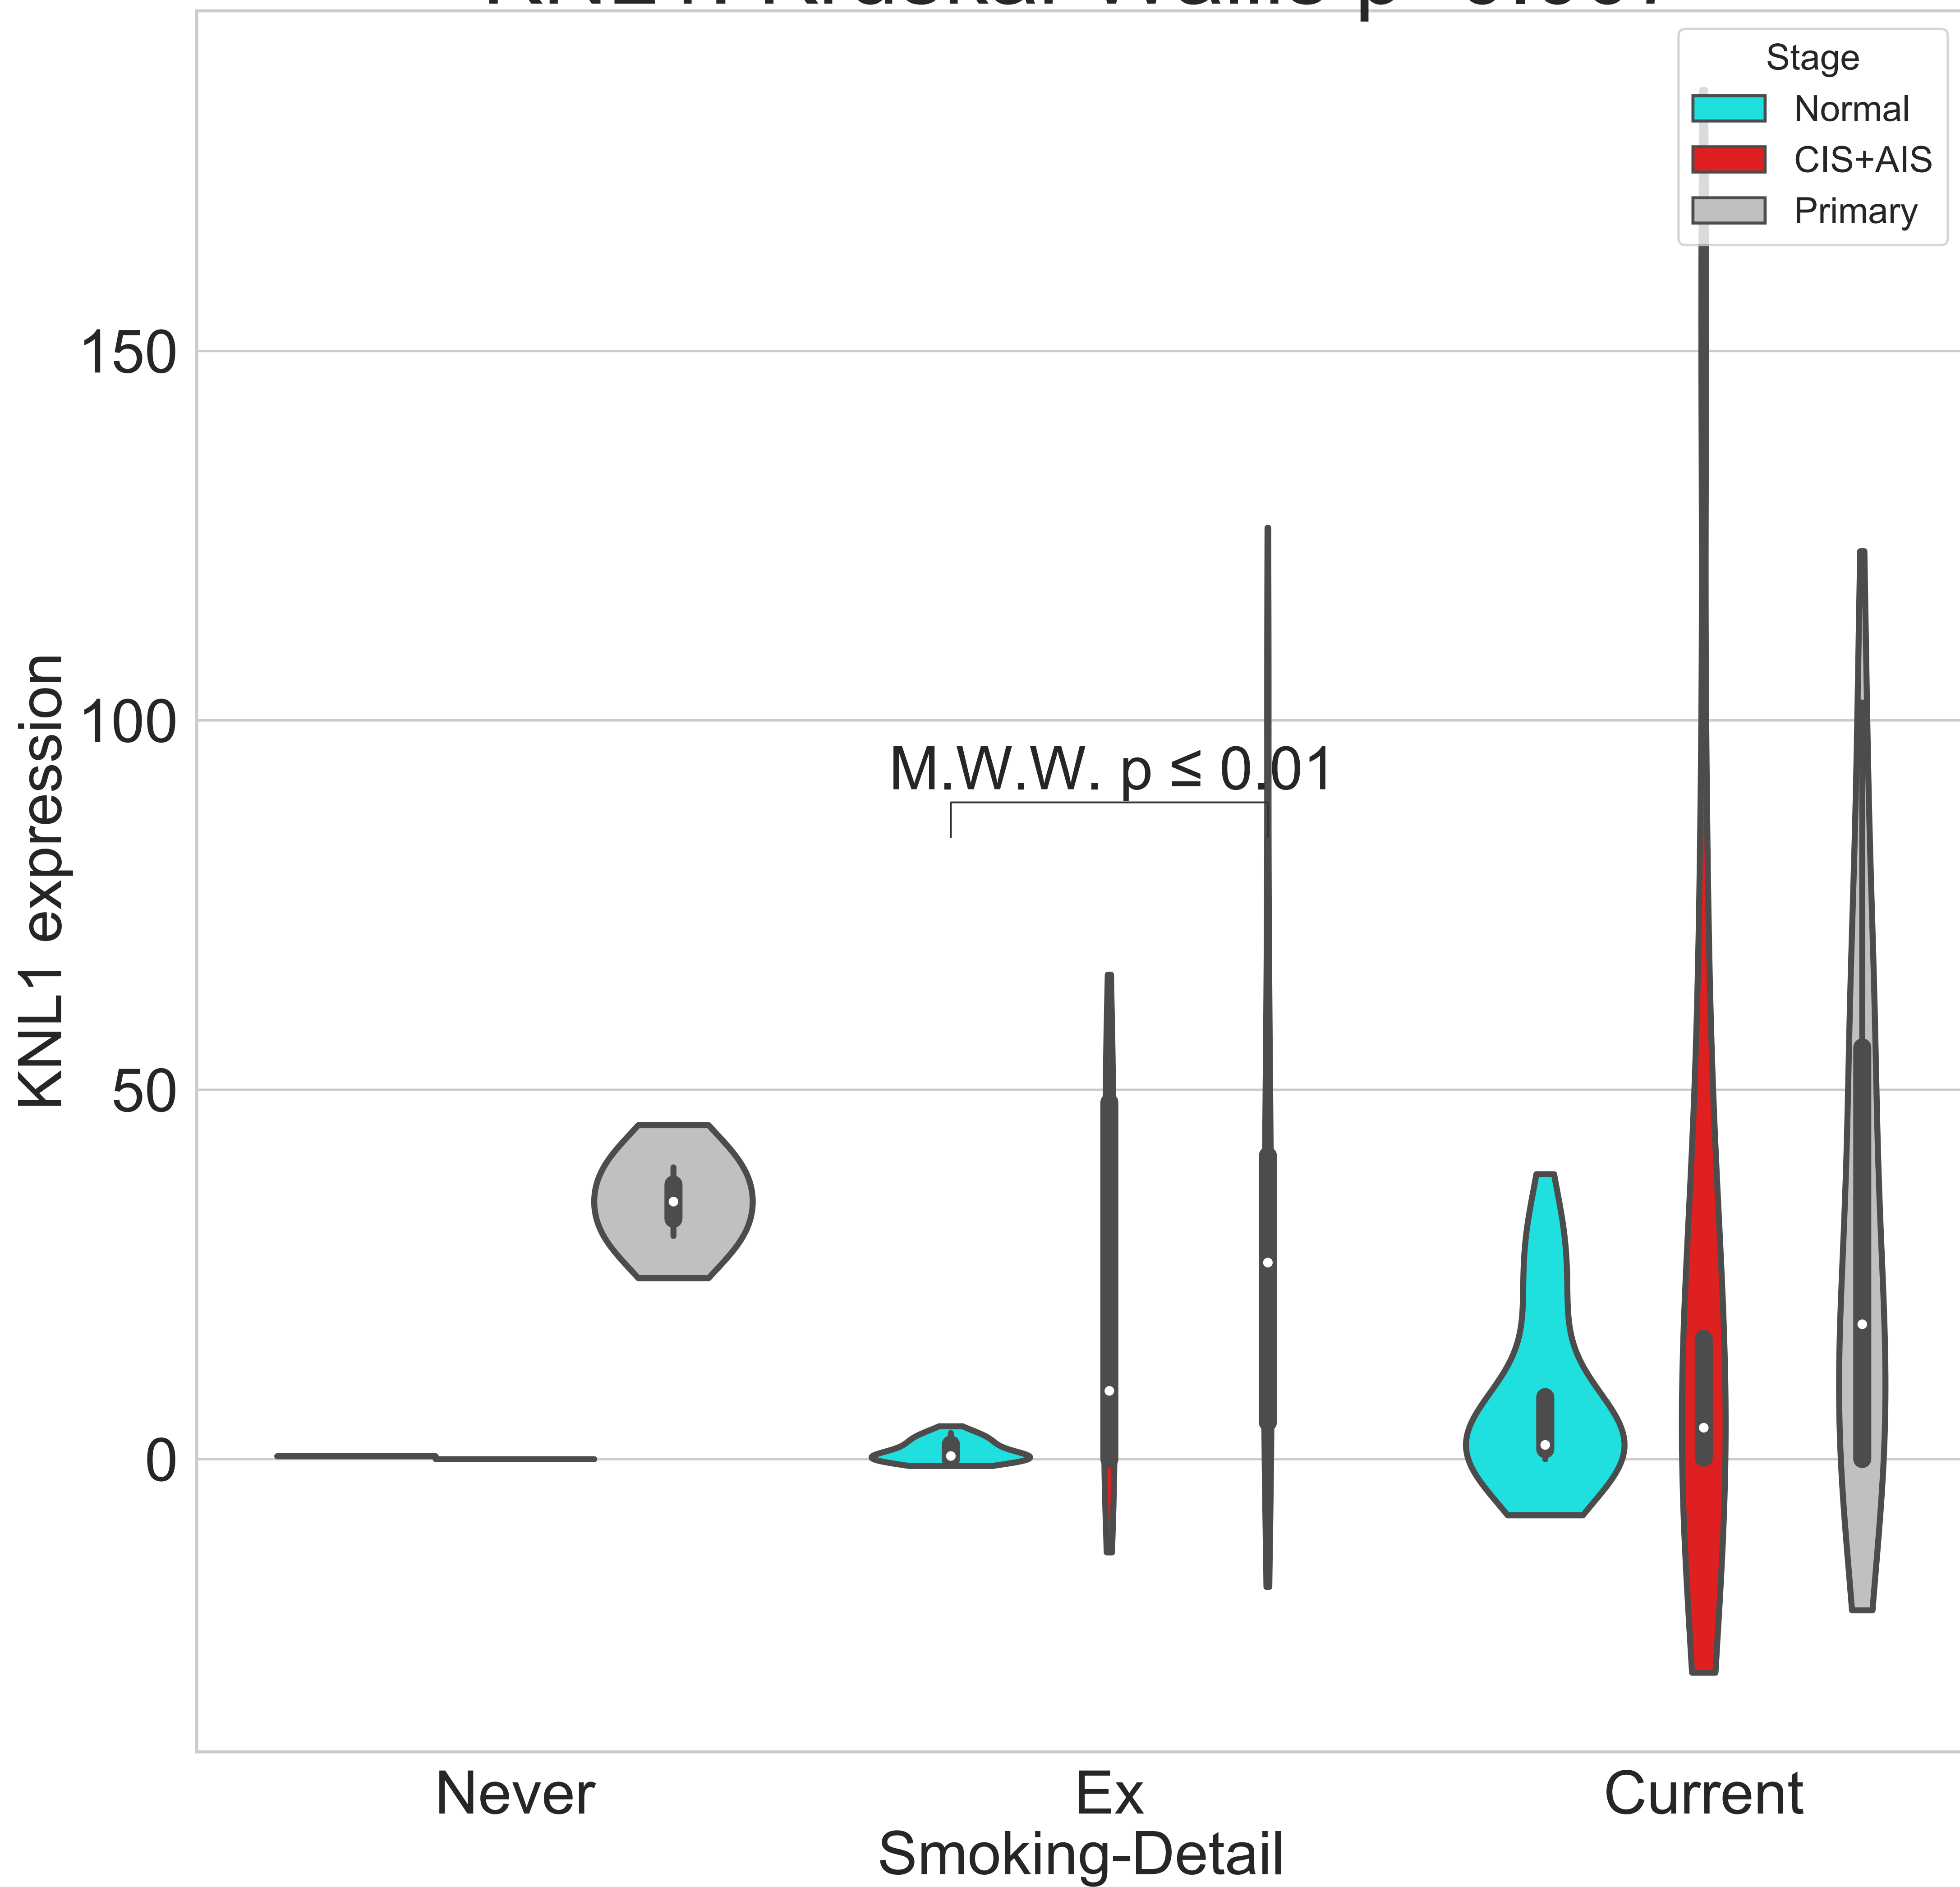 Stage
Normal
CIS+AIS
Primary
150
100
50
0
KNL1 expression
M.W.W. p ≤ 0.01
Never
Ex
Current
Smoking-Detail